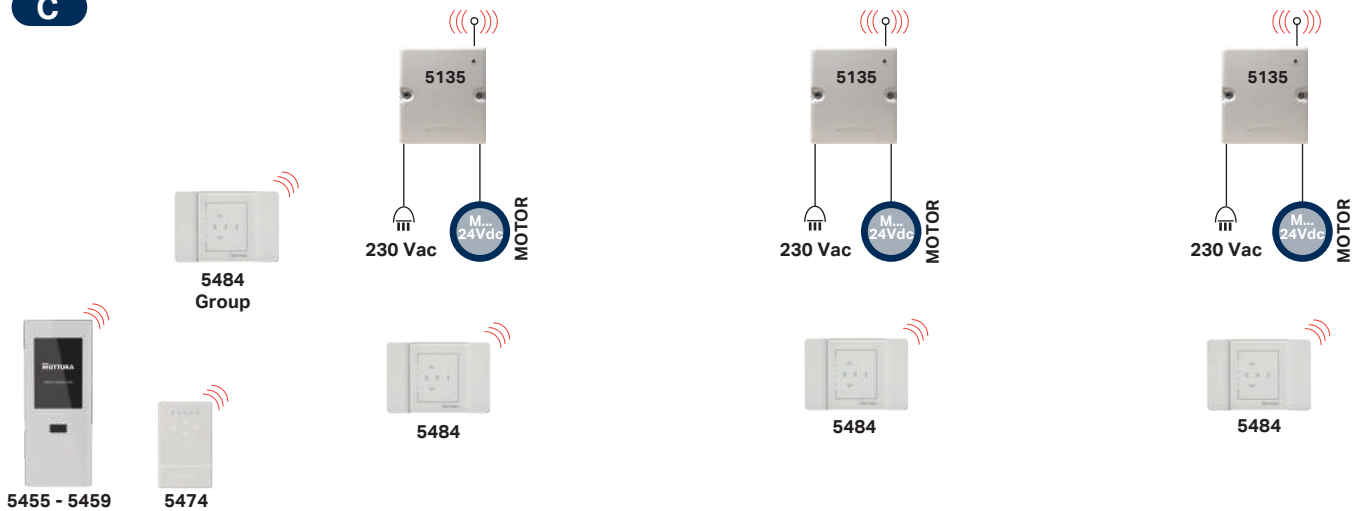 C
5135
5135
5135
M...
24Vdc
MOTOR
M...
24Vdc
MOTOR
M...
24Vdc
MOTOR
230 Vac
230 Vac
230 Vac
5484
Group
MOTTURA
5484
5484
5484
5455 - 5459
5474